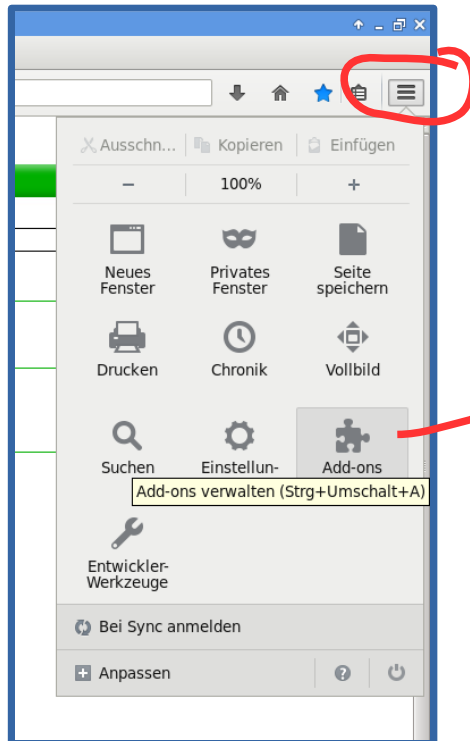 Ausschn... Kopieren Einfügen
− 100% +
Neues Fenster
Privates Fenster
Seite speichern
Drucken Chronik Vollbild
Suchen Einstellun- Add-ons
Add-ons verwalten (Strg+Umschalt+A)
Entwickler-
Werkzeuge
Bei Sync anmelden
Anpassen